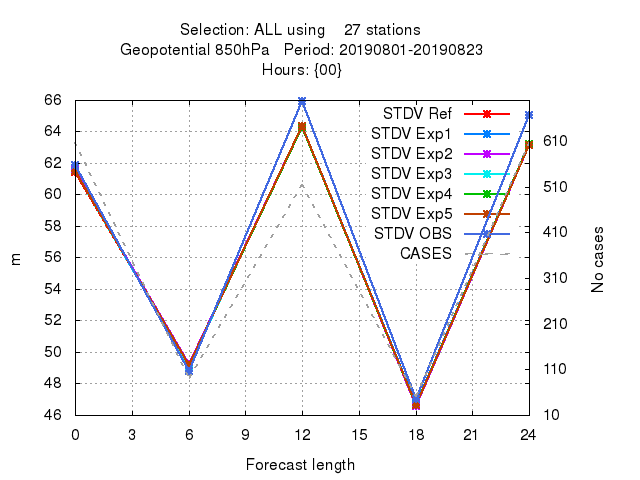 Selection: ALL using 27 stations
Geopotential 850hPa Period: 20190801-20190823
Hours: {00}
66
64
62
60
58
56
54
52
50
48
46
m
STDV Ref
STDV Exp1
STDV Exp2
STDV Exp3
STDV Exp4
STDV Exp5
STDV OBS
CASES
610
510
410
310
210
110
10
No cases
0 3 6 9 12 15 18 21 24
Forecast length